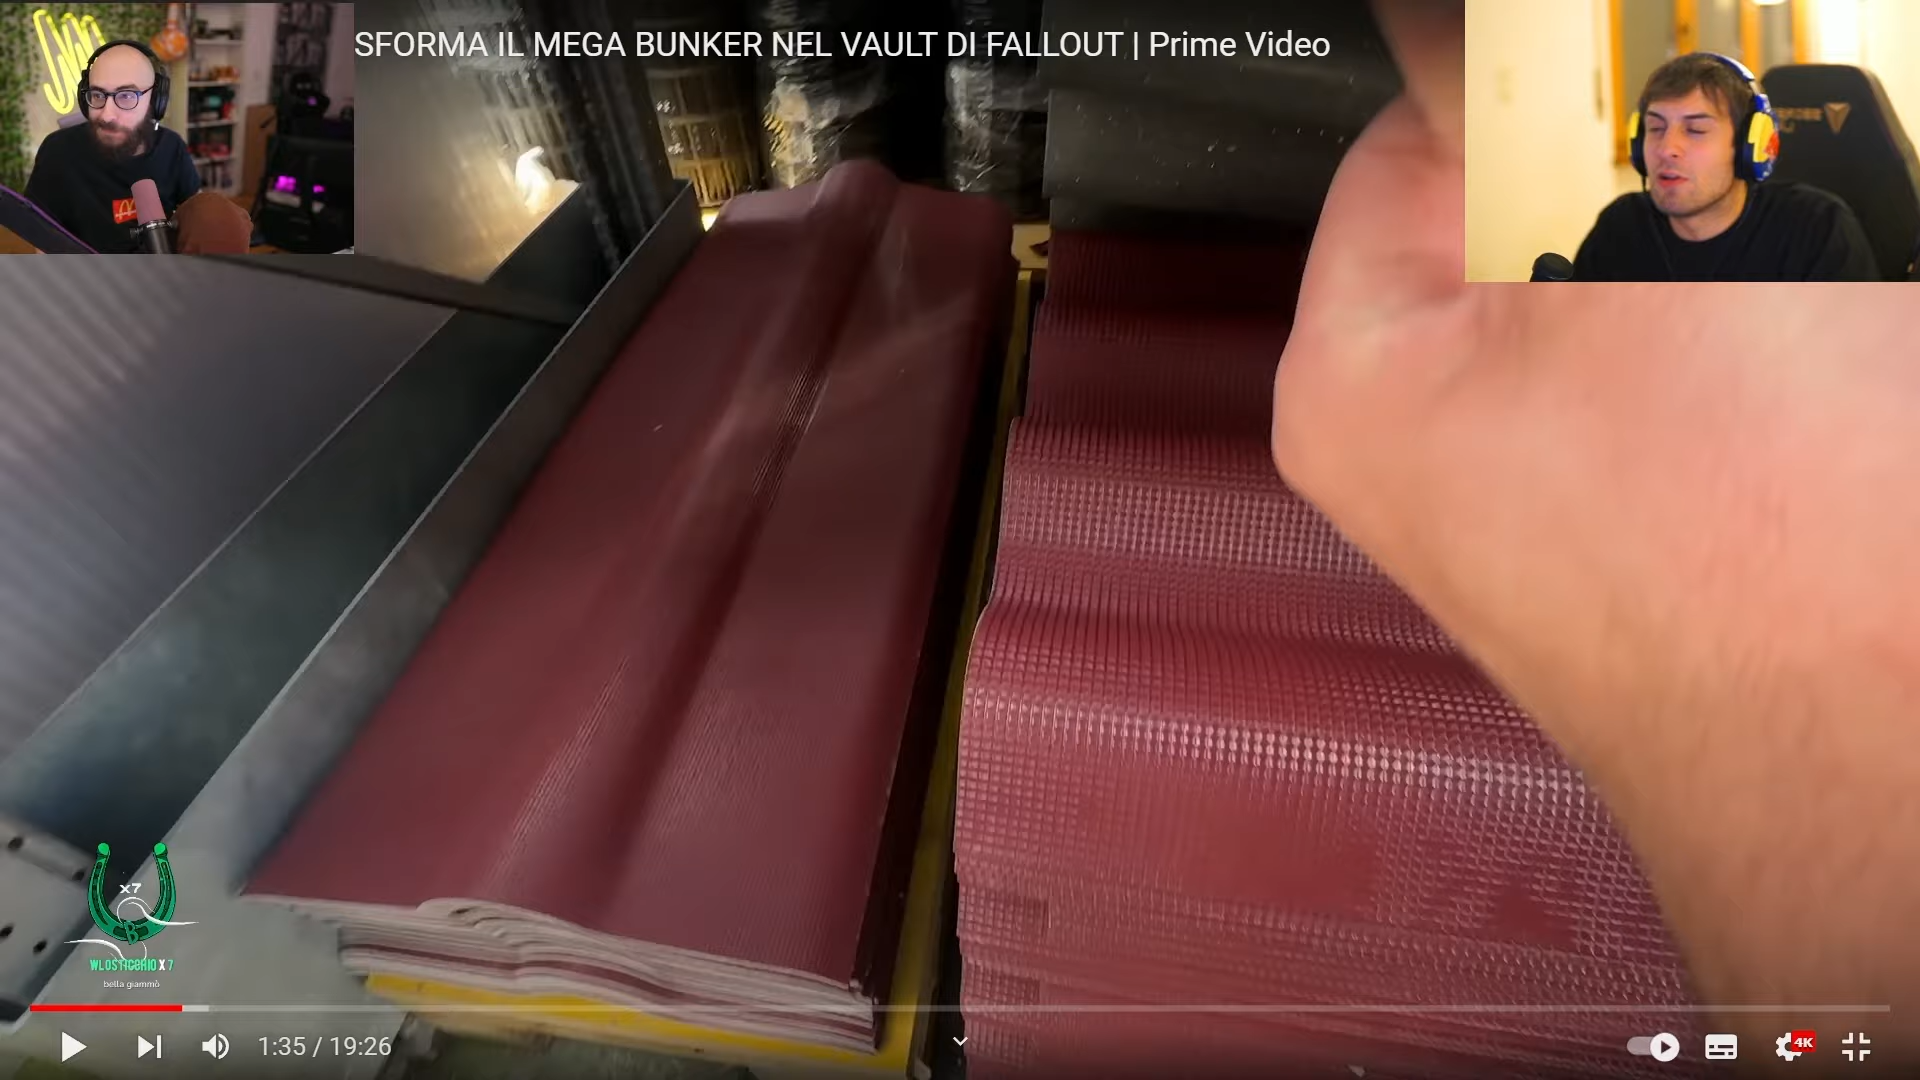 SFORMA IL MEGA BUNKER NEL VAULT DI FALLOUT | Prime Video
x7
B
WLOSTICCHIO X 7
bella giammò
1:35 / 19:26
4K